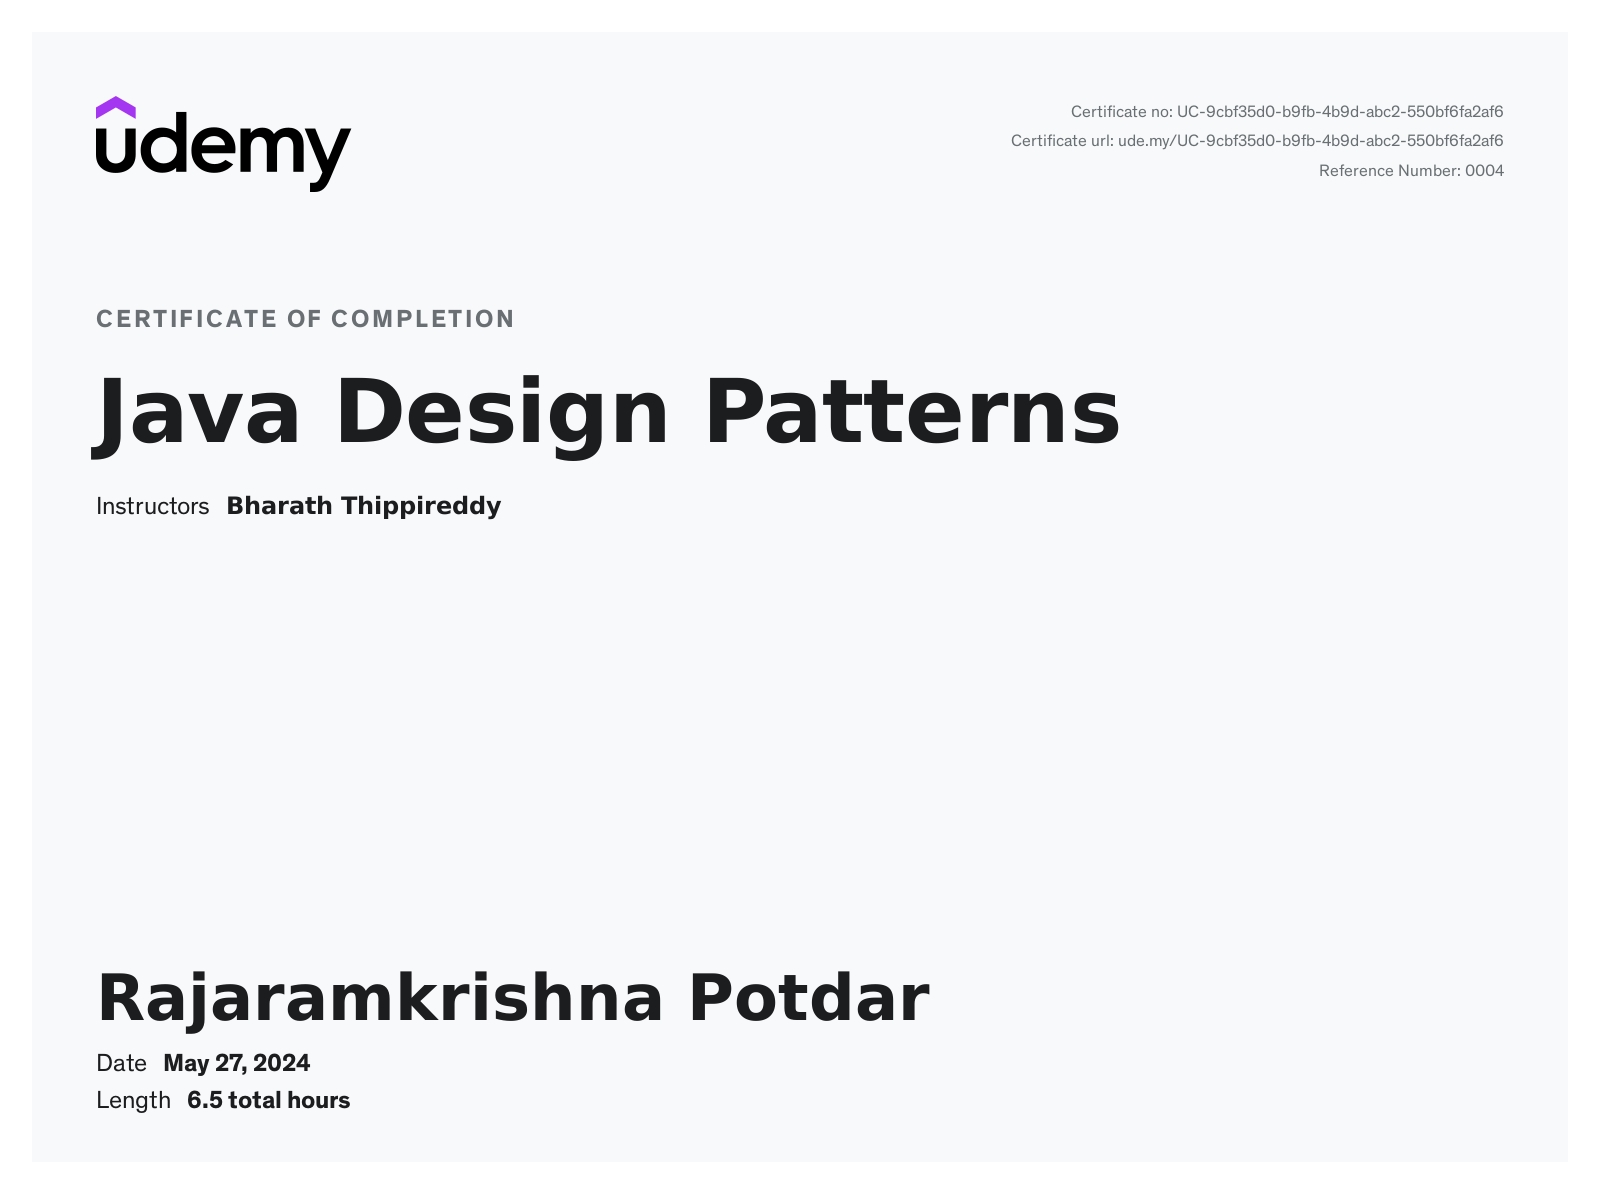 udemy
Certificate no: UC-9cbf35d0-b9fb-4b9d-abc2-550bf6fa2af6
Certificate url: ude.my/UC-9cbf35d0-b9fb-4b9d-abc2-550bf6fa2af6
Reference Number: 0004
CERTIFICATE OF COMPLETION
Java Design Patterns
Instructors Bharath Thippireddy
Rajaramkrishna Potdar
Date May 27, 2024
Length 6.5 total hours